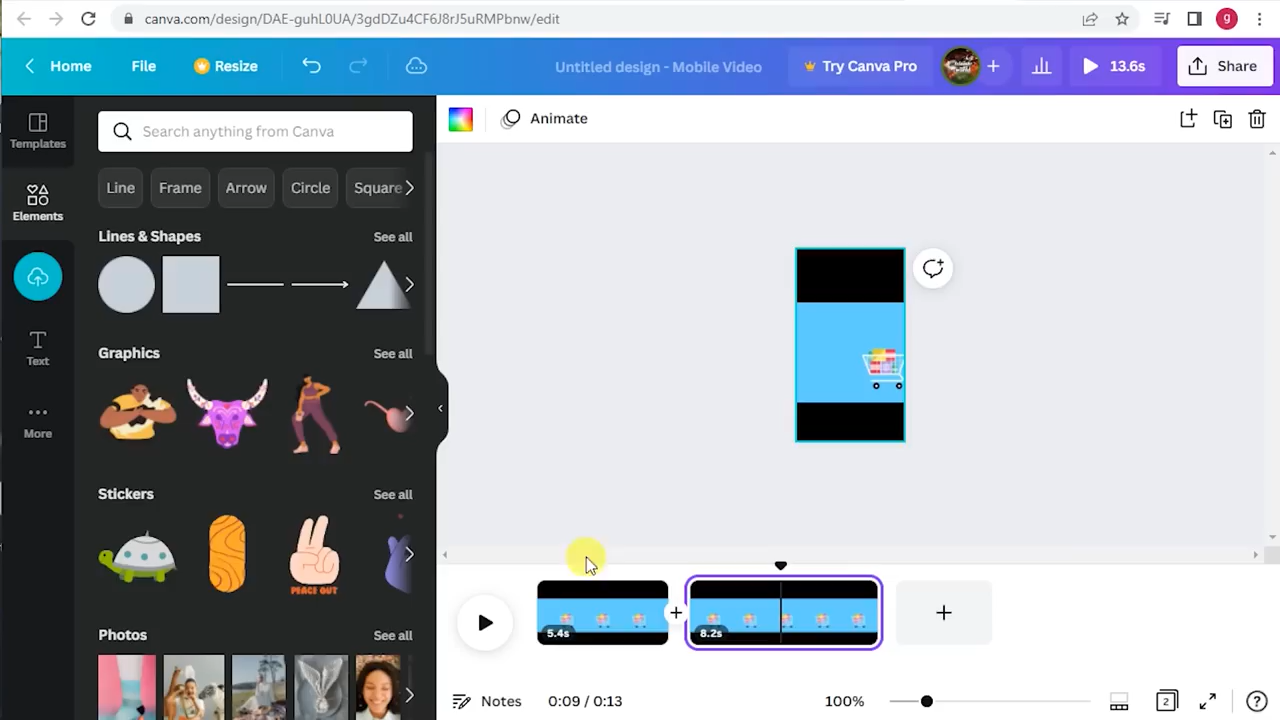 canva.com/design/DAE-guhL0UA/3gdDZu4CF6J8rJ5uRMPbnw/edit
g
Home
File
Resize
Untitled design - Mobile Video
Try Canva Pro
13.6s
Share
Templates
Elements
Text
More
Search anything from Canva
Line
Frame
Arrow
Circle
Square
Lines & Shapes
See all
Graphics
See all
Stickers
See all
PEACE OUT
Photos
See all
Animate
5.4s
8.2s
Notes
0:09 / 0:13
100%
2